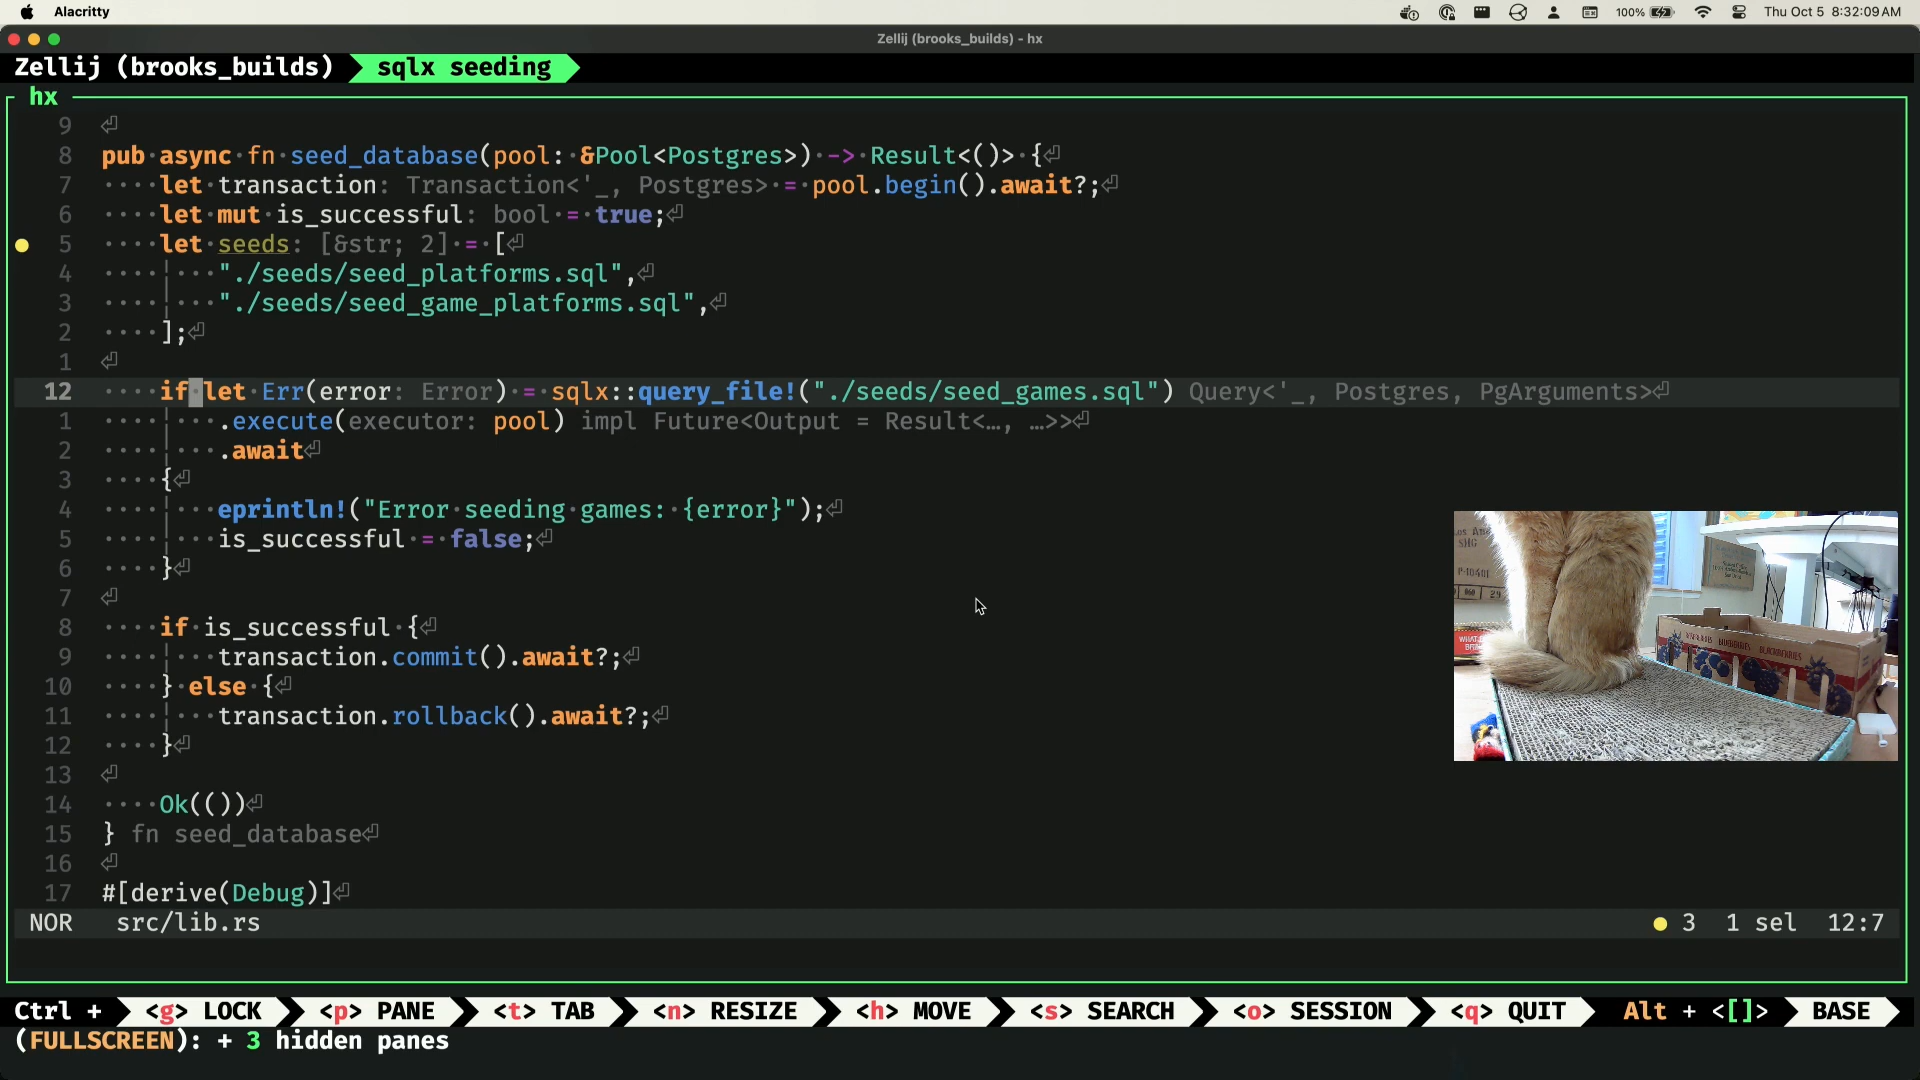 Alacritty
100%
Thu Oct 5 8:32:09 AM
Zellij (brooks_builds) - hx
Zellij (brooks_builds) sqlx seeding
hx
9
8 pub async fn seed_database(pool: &Pool<Postgres>) -> Result<()> {
7 let transaction: Transaction<'_, Postgres> = pool.begin().await?;
6 let mut is_successful: bool = true;
5 let seeds: [&str; 2] = [
4 "./seeds/seed_platforms.sql",
3 "./seeds/seed_game_platforms.sql",
2 ];
1
12 if let Err(error: Error) = sqlx::query_file!("./seeds/seed_games.sql") Query<'_, Postgres, PgArguments>
1 .execute(executor: pool) impl Future<Output = Result<…, …>>
2 .await
3 {
4 eprintln!("Error seeding games: {error}");
5 is_successful = false;
6 }
7
8 if is_successful {
9 transaction.commit().await?;
10 } else {
11 transaction.rollback().await?;
12 }
13
14 Ok(())
15 } fn seed_database
16
17 #[derive(Debug)]
NOR src/lib.rs 3 1 sel 12:7
Ctrl + <g> LOCK <p> PANE <t> TAB <n> RESIZE <h> MOVE <s> SEARCH <o> SESSION <q> QUIT Alt + <[]> BASE
(FULLSCREEN): + 3 hidden panes
SHG
P-10401
BLUEBERRIES
BLACKBERRIES